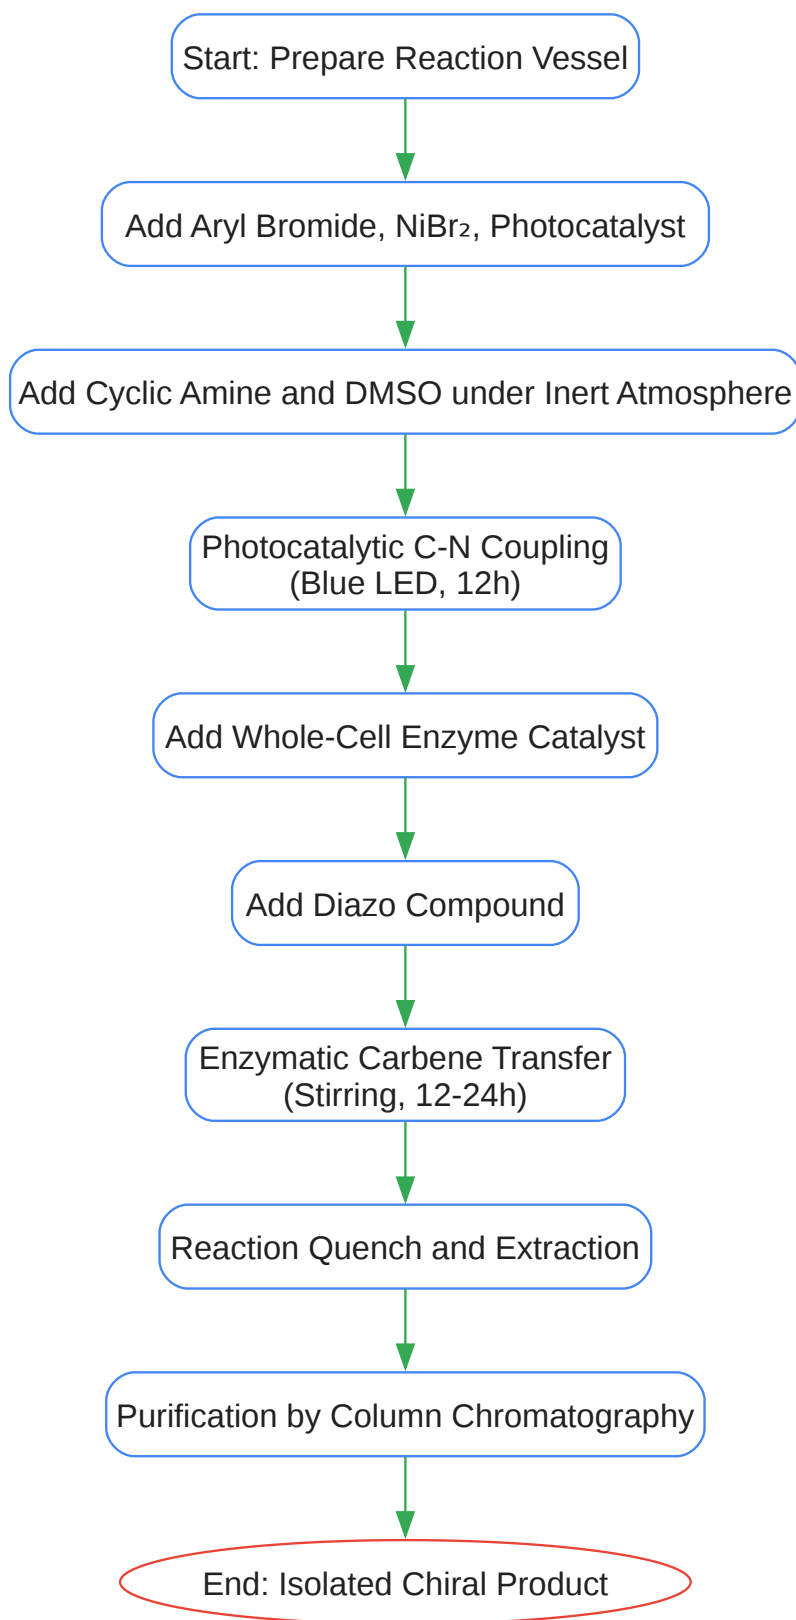 Start: Prepare Reaction Vessel
Add Aryl Bromide, NiBr₂, Photocatalyst
Add Cyclic Amine and DMSO under Inert Atmosphere
Photocatalytic C-N Coupling
(Blue LED, 12h)
Add Whole-Cell Enzyme Catalyst
Add Diazo Compound
Enzymatic Carbene Transfer
(Stirring, 12-24h)
Reaction Quench and Extraction
Purification by Column Chromatography
End: Isolated Chiral Product